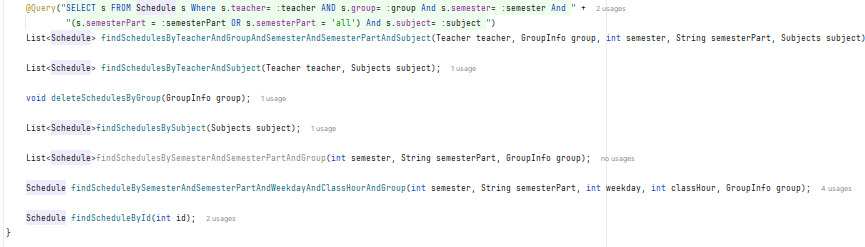 @Query("SELECT s FROM Schedule s Where s.teacher= :teacher AND s.group= :group And s.semester= :semester And " + 2 usages
"(s.semesterPart = :semesterPart OR s.semesterPart = 'all') And s.subject= :subject ")
List<Schedule> findSchedulesByTeacherAndGroupAndSemesterAndSemesterPartAndSubject(Teacher teacher, GroupInfo group, int semester, String semesterPart, Subjects subject)
List<Schedule> findSchedulesByTeacherAndSubject(Teacher teacher, Subjects subject); 1 usage
void deleteSchedulesByGroup(GroupInfo group); 1 usage
List<Schedule>findSchedulesBySubject(Subjects subject); 1 usage
List<Schedule>findSchedulesBySemesterAndSemesterPartAndGroup(int semester, String semesterPart, GroupInfo group); no usages
Schedule findScheduleBySemesterAndSemesterPartAndWeekdayAndClassHourAndGroup(int semester, String semesterPart, int weekday, int classHour, GroupInfo group); 4 usages
Schedule findScheduleById(int id); 2 usages
}